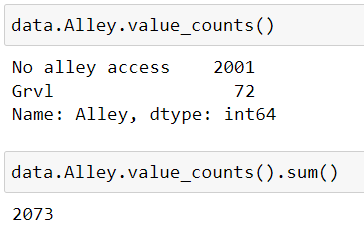 data.Alley.value_counts()
No alley access    2001
Grvl                 72
Name: Alley, dtype: int64
data.Alley.value_counts().sum()
2073